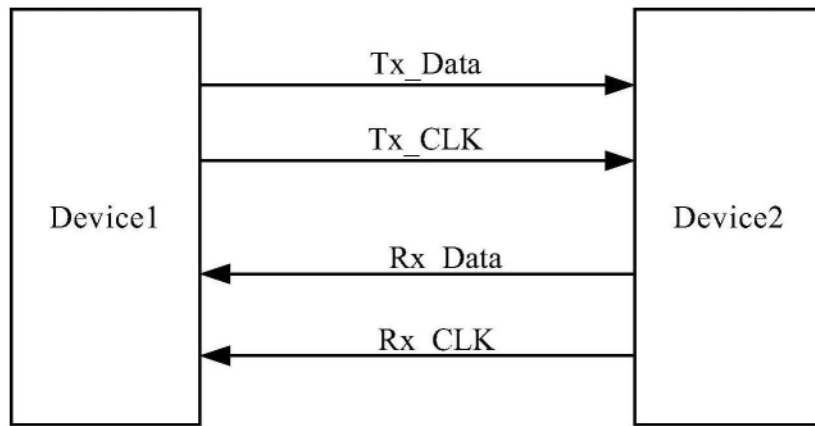 Tx_Data
Tx_CLK
Device1
Device2
Rx_Data
Rx_CLK